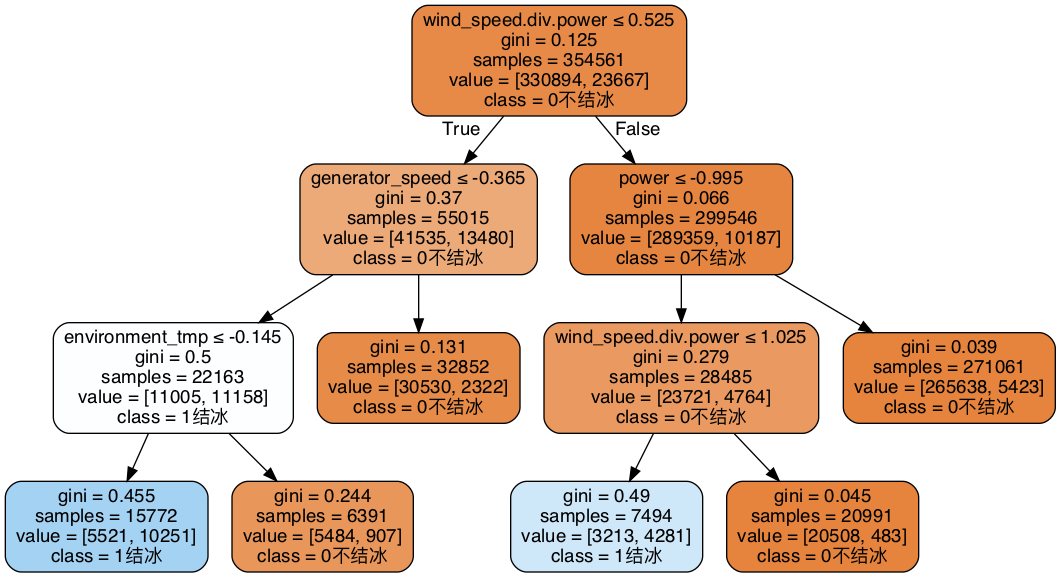 wind_speed.div.power ≤ 0.525
gini = 0.125
samples = 354561
value = [330894, 23667]
class = 0不结冰
True
False
generator_speed ≤ -0.365
gini = 0.37
samples = 55015
value = [41535, 13480]
class = 0不结冰
power ≤ -0.995
gini = 0.066
samples = 299546
value = [289359, 10187]
class = 0不结冰
environment_tmp ≤ -0.145
gini = 0.5
samples = 22163
value = [11005, 11158]
class = 1结冰
gini = 0.131
samples = 32852
value = [30530, 2322]
class = 0不结冰
wind_speed.div.power ≤ 1.025
gini = 0.279
samples = 28485
value = [23721, 4764]
class = 0不结冰
gini = 0.039
samples = 271061
value = [265638, 5423]
class = 0不结冰
gini = 0.455
samples = 15772
value = [5521, 10251]
class = 1结冰
gini = 0.244
samples = 6391
value = [5484, 907]
class = 0不结冰
gini = 0.49
samples = 7494
value = [3213, 4281]
class = 1结冰
gini = 0.045
samples = 20991
value = [20508, 483]
class = 0不结冰